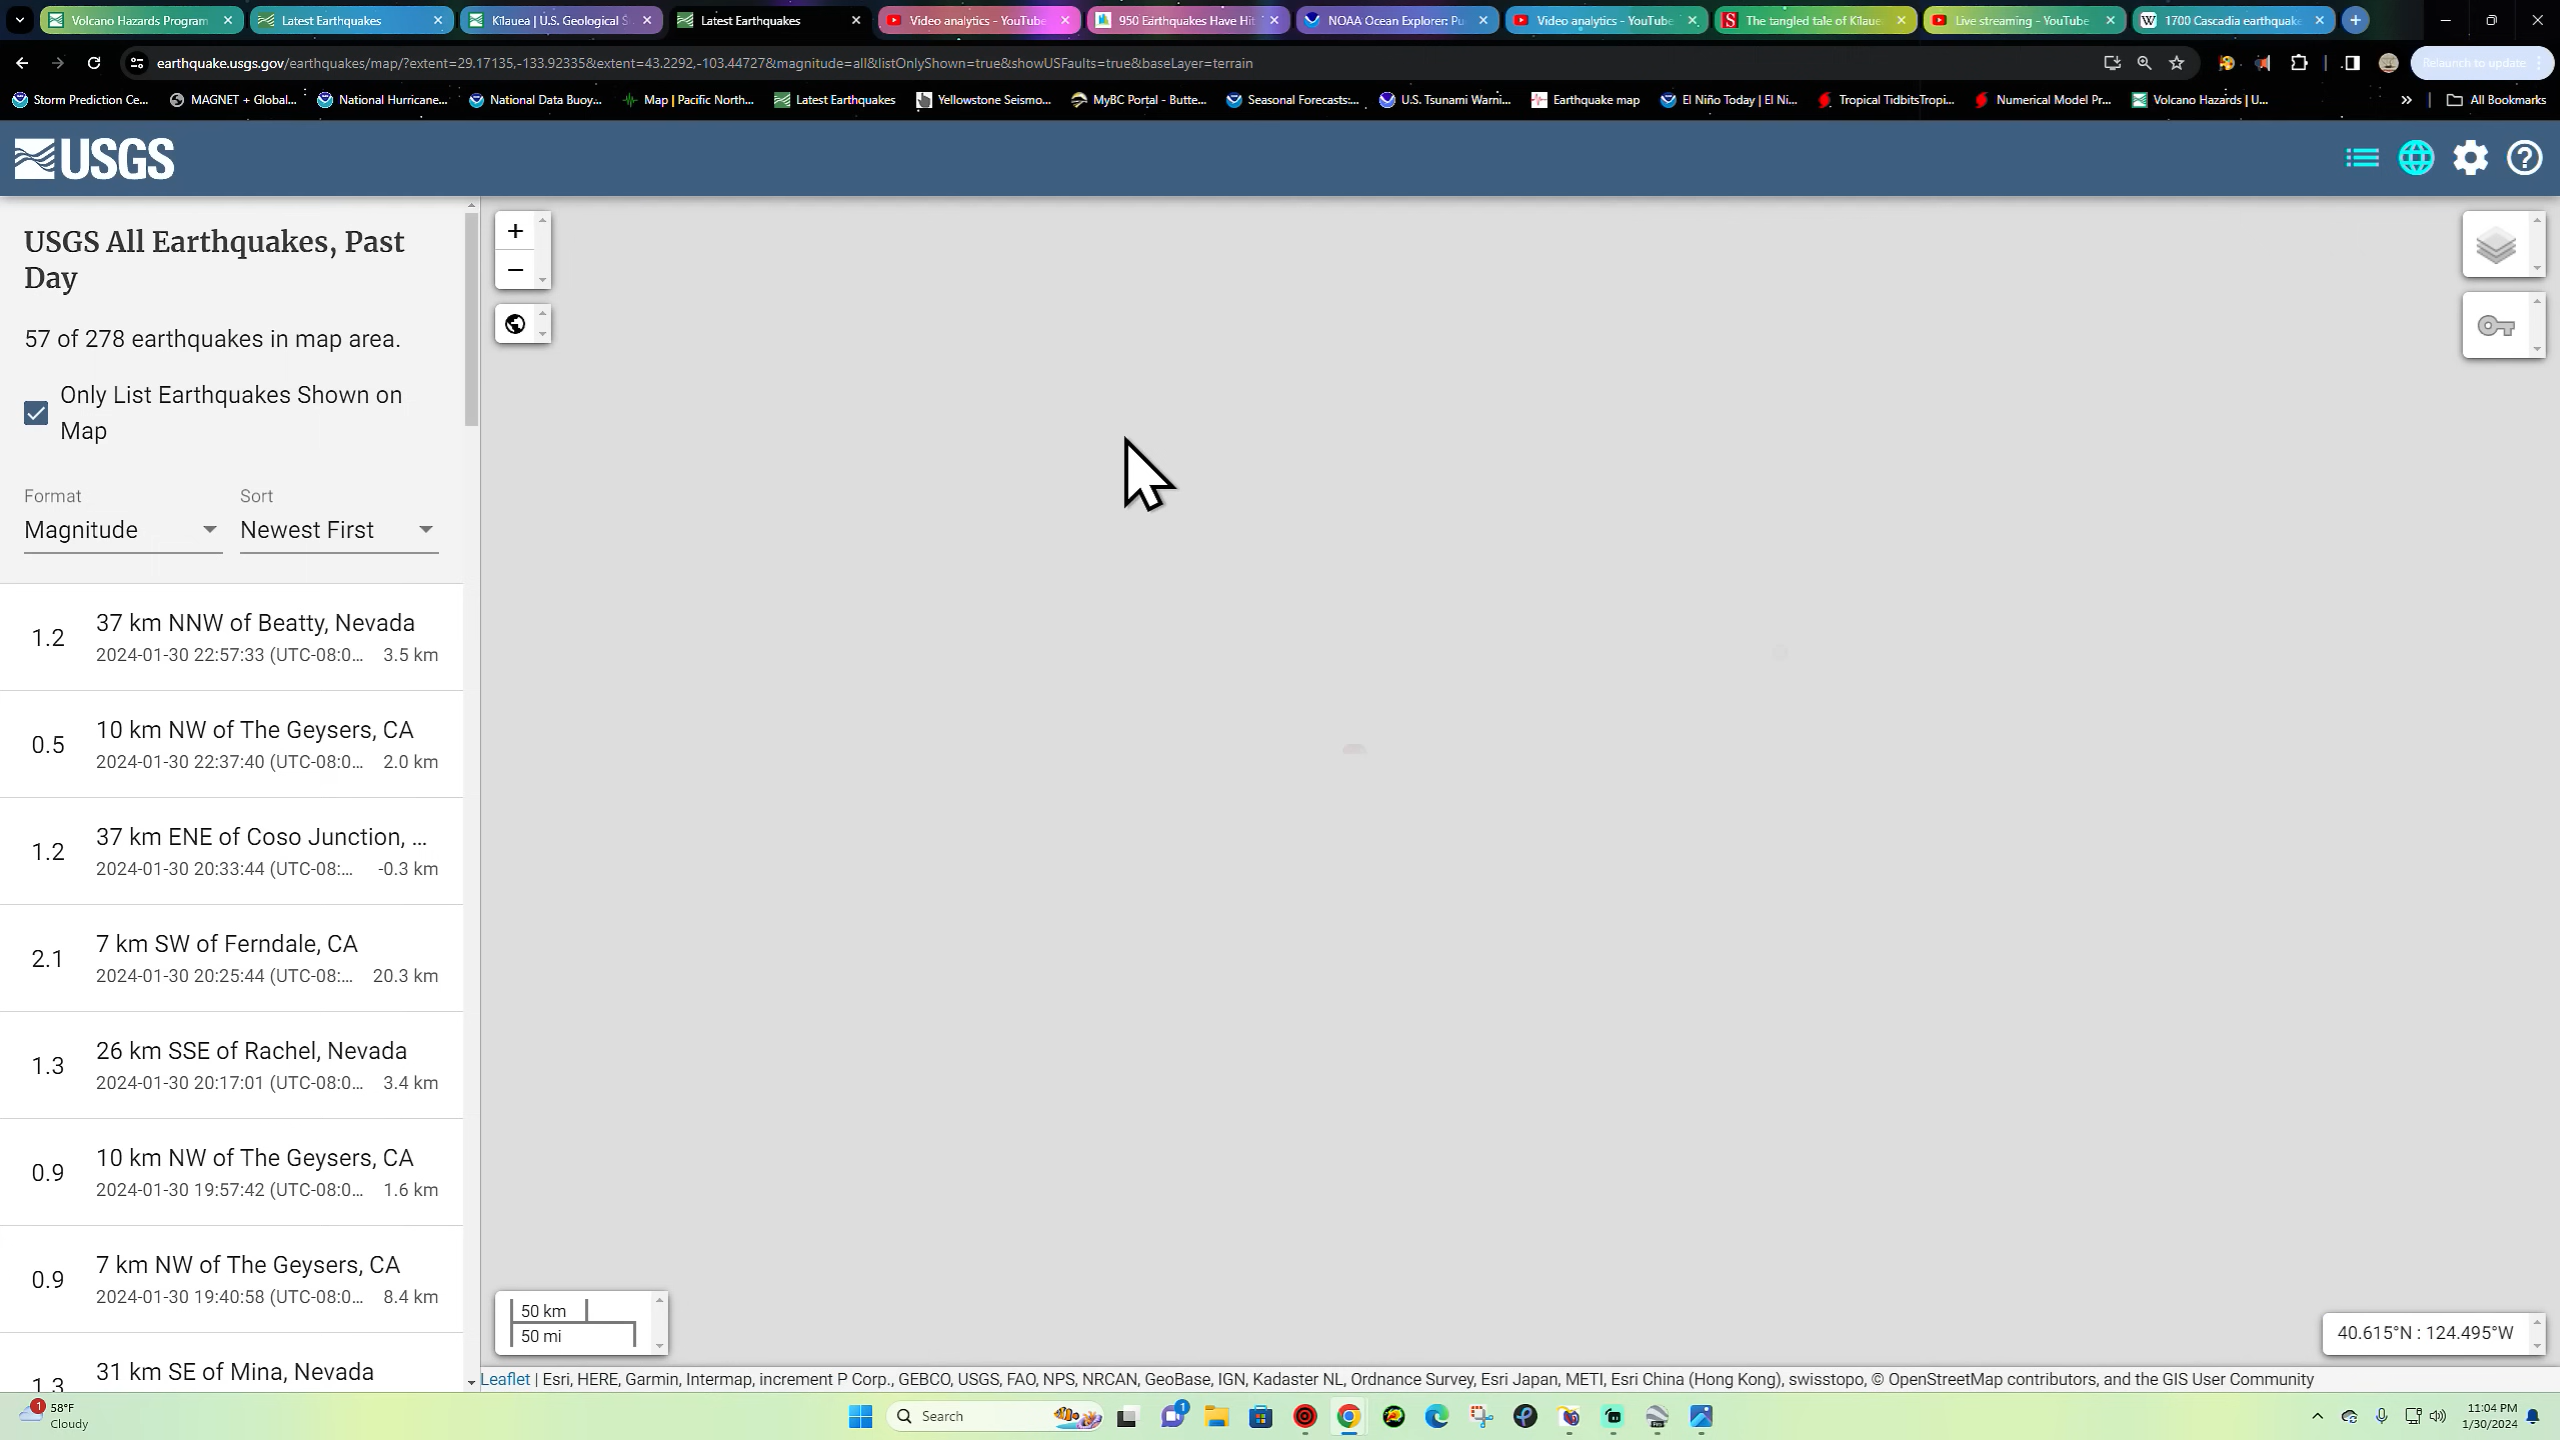 Volcano Hazards Program
Latest Earthquakes
Kīlauea | U.S. Geological S
Latest Earthquakes
Video analytics - YouTube
950 Earthquakes Have Hit
NOAA Ocean Explorer: Pu
Video analytics - YouTube
The tangled tale of Kīlaue
Live streaming - YouTube
1700 Cascadia earthquake
earthquake.usgs.gov/earthquakes/map/?extent=29.17135,-133.92335&extent=43.2292,-103.44727&magnitude=all&listOnlyShown=true&showUSFaults=true&baseLayer=terrain
Relaunch to update
Storm Prediction Ce...
MAGNET + Global...
National Hurricane...
National Data Buoy...
Map | Pacific North...
Latest Earthquakes
Yellowstone Seismo...
MyBC Portal - Butte...
Seasonal Forecasts:...
U.S. Tsunami Warni...
Earthquake map
El Niño Today | El Ni...
Tropical TidbitsTropi...
Numerical Model Pr...
Volcano Hazards | U...
All Bookmarks
USGS
USGS All Earthquakes, Past
Day
57 of 278 earthquakes in map area.
Only List Earthquakes Shown on
Map
Format
Sort
Magnitude
Newest First
1.2
37 km NNW of Beatty, Nevada
2024-01-30 22:57:33 (UTC-08:0... 3.5 km
0.5
10 km NW of The Geysers, CA
2024-01-30 22:37:40 (UTC-08:0... 2.0 km
1.2
37 km ENE of Coso Junction, ...
2024-01-30 20:33:44 (UTC-08:... -0.3 km
2.1
7 km SW of Ferndale, CA
2024-01-30 20:25:44 (UTC-08:... 20.3 km
1.3
26 km SSE of Rachel, Nevada
2024-01-30 20:17:01 (UTC-08:0... 3.4 km
0.9
10 km NW of The Geysers, CA
2024-01-30 19:57:42 (UTC-08:0... 1.6 km
0.9
7 km NW of The Geysers, CA
2024-01-30 19:40:58 (UTC-08:0... 8.4 km
1.3
31 km SE of Mina, Nevada
+
−
50 km
50 mi
40.615°N : 124.495°W
Leaflet | Esri, HERE, Garmin, Intermap, increment P Corp., GEBCO, USGS, FAO, NPS, NRCAN, GeoBase, IGN, Kadaster NL, Ordnance Survey, Esri Japan, METI, Esri China (Hong Kong), swisstopo, © OpenStreetMap contributors, and the GIS User Community
1
58°F
Cloudy
Search
1
11:04 PM
1/30/2024